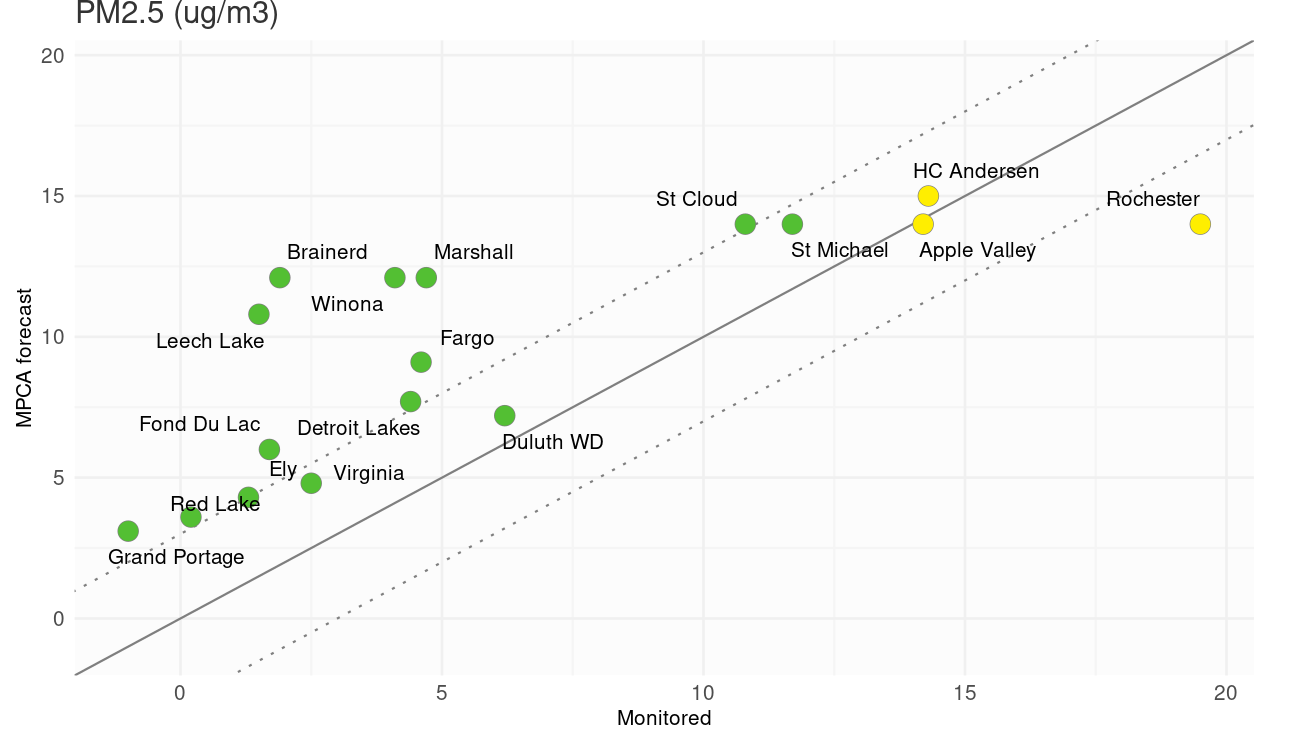 PM2.5 (ug/m3)
20
15
10
5
0
MPCA forecast
HC Andersen
St Cloud
Rochester
St Michael
Apple Valley
Brainerd
Marshall
Winona
Leech Lake
Fargo
Fond Du Lac
Detroit Lakes
Duluth WD
Ely
Virginia
Red Lake
Grand Portage
0
5
10
15
20
Monitored